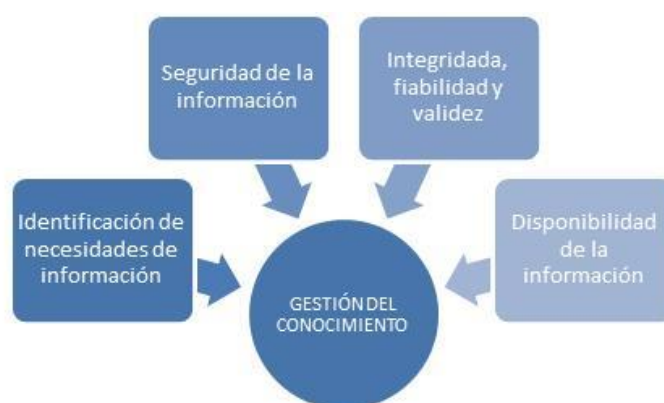 Seguridad de la
información
Integridada,
fiabilidad y
validez
Identificación de
necesidades de
información
Disponibilidad
de la
información
GESTIÓN DEL
CONOCIMIENTO